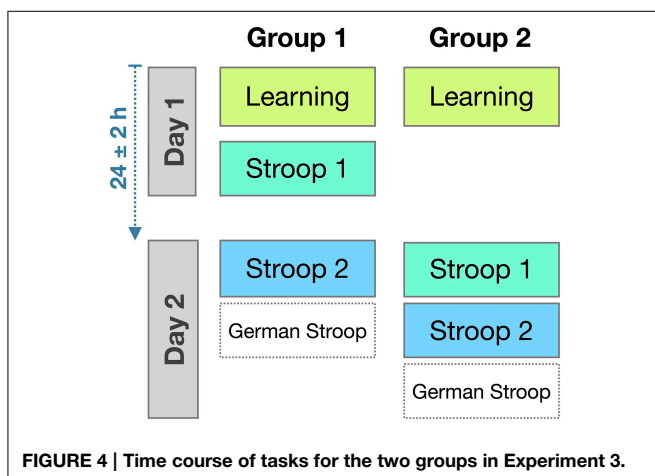 Group 1 Group 2
24 ± 2 h
Day 1
Learning Learning
Stroop 1
Day 2
Stroop 2 Stroop 1
German Stroop Stroop 2
German Stroop
FIGURE 4 | Time course of tasks for the two groups in Experiment 3.